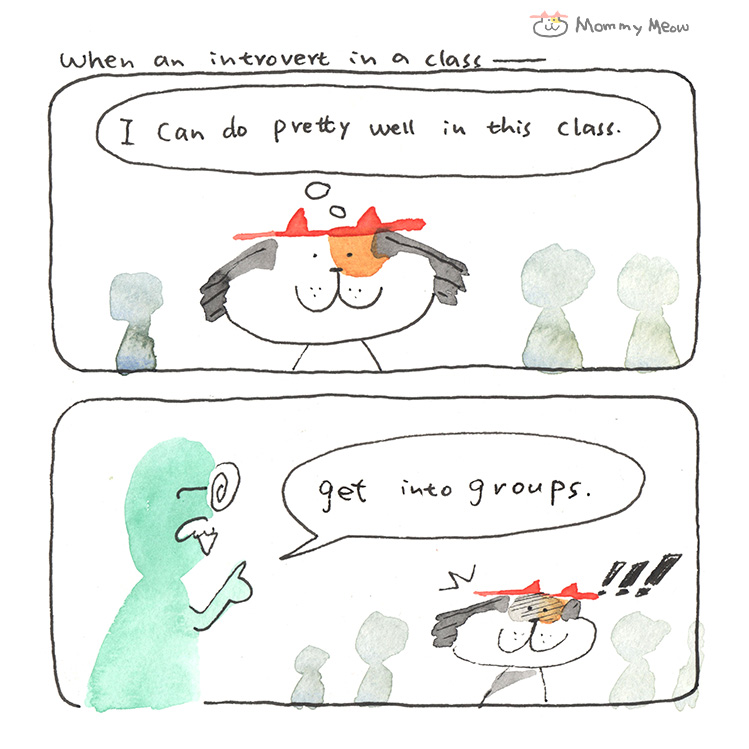 Mommy Meow
When an introvert in a class —
I can do pretty well in this class.
get into groups.
!!!